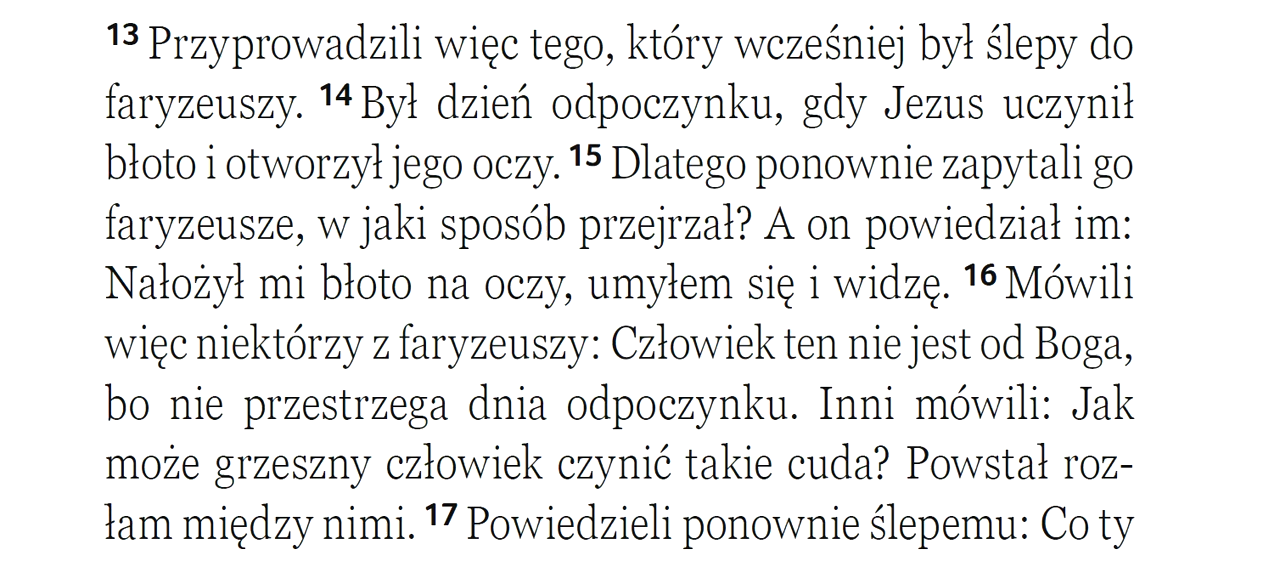 13 Przyprowadzili więc tego, który wcześniej był ślepy do
faryzeuszy. 14 Był dzień odpoczynku, gdy Jezus uczynił
błoto i otworzył jego oczy. 15 Dlatego ponownie zapytali go
faryzeusze, w jaki sposób przejrzał? A on powiedział im:
Nałożył mi błoto na oczy, umyłem się i widzę. 16 Mówili
więc niektórzy z faryzeuszy: Człowiek ten nie jest od Boga,
bo nie przestrzega dnia odpoczynku. Inni mówili: Jak
może grzeszny człowiek czynić takie cuda? Powstał roz-
łam między nimi. 17 Powiedzieli ponownie ślepemu: Co ty